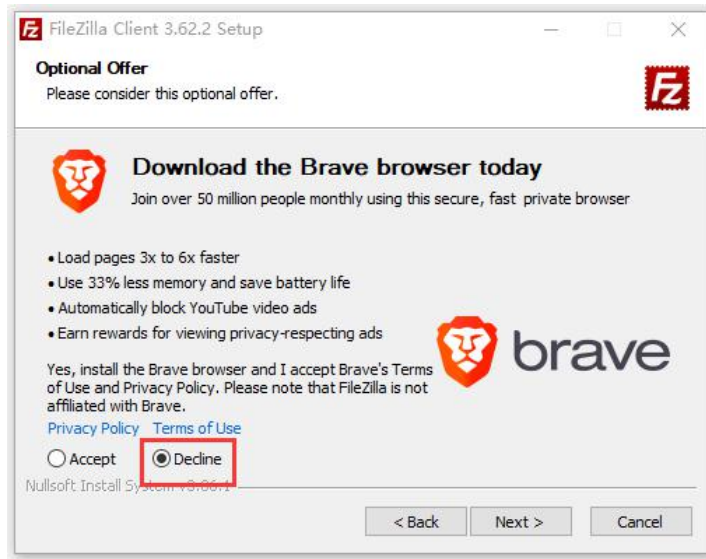 FileZilla Client 3.62.2 Setup
Optional Offer
Please consider this optional offer.
Download the Brave browser today
Join over 50 million people monthly using this secure, fast private browser
• Load pages 3x to 6x faster
• Use 33% less memory and save battery life
• Automatically block YouTube video ads
• Earn rewards for viewing privacy-respecting ads
brave
Yes, install the Brave browser and I accept Brave's Terms
of Use and Privacy Policy. Please note that FileZilla is not
affiliated with Brave.
Privacy Policy Terms of Use
Accept Decline
Nullsoft Install System v3.06.1
< Back Next > Cancel